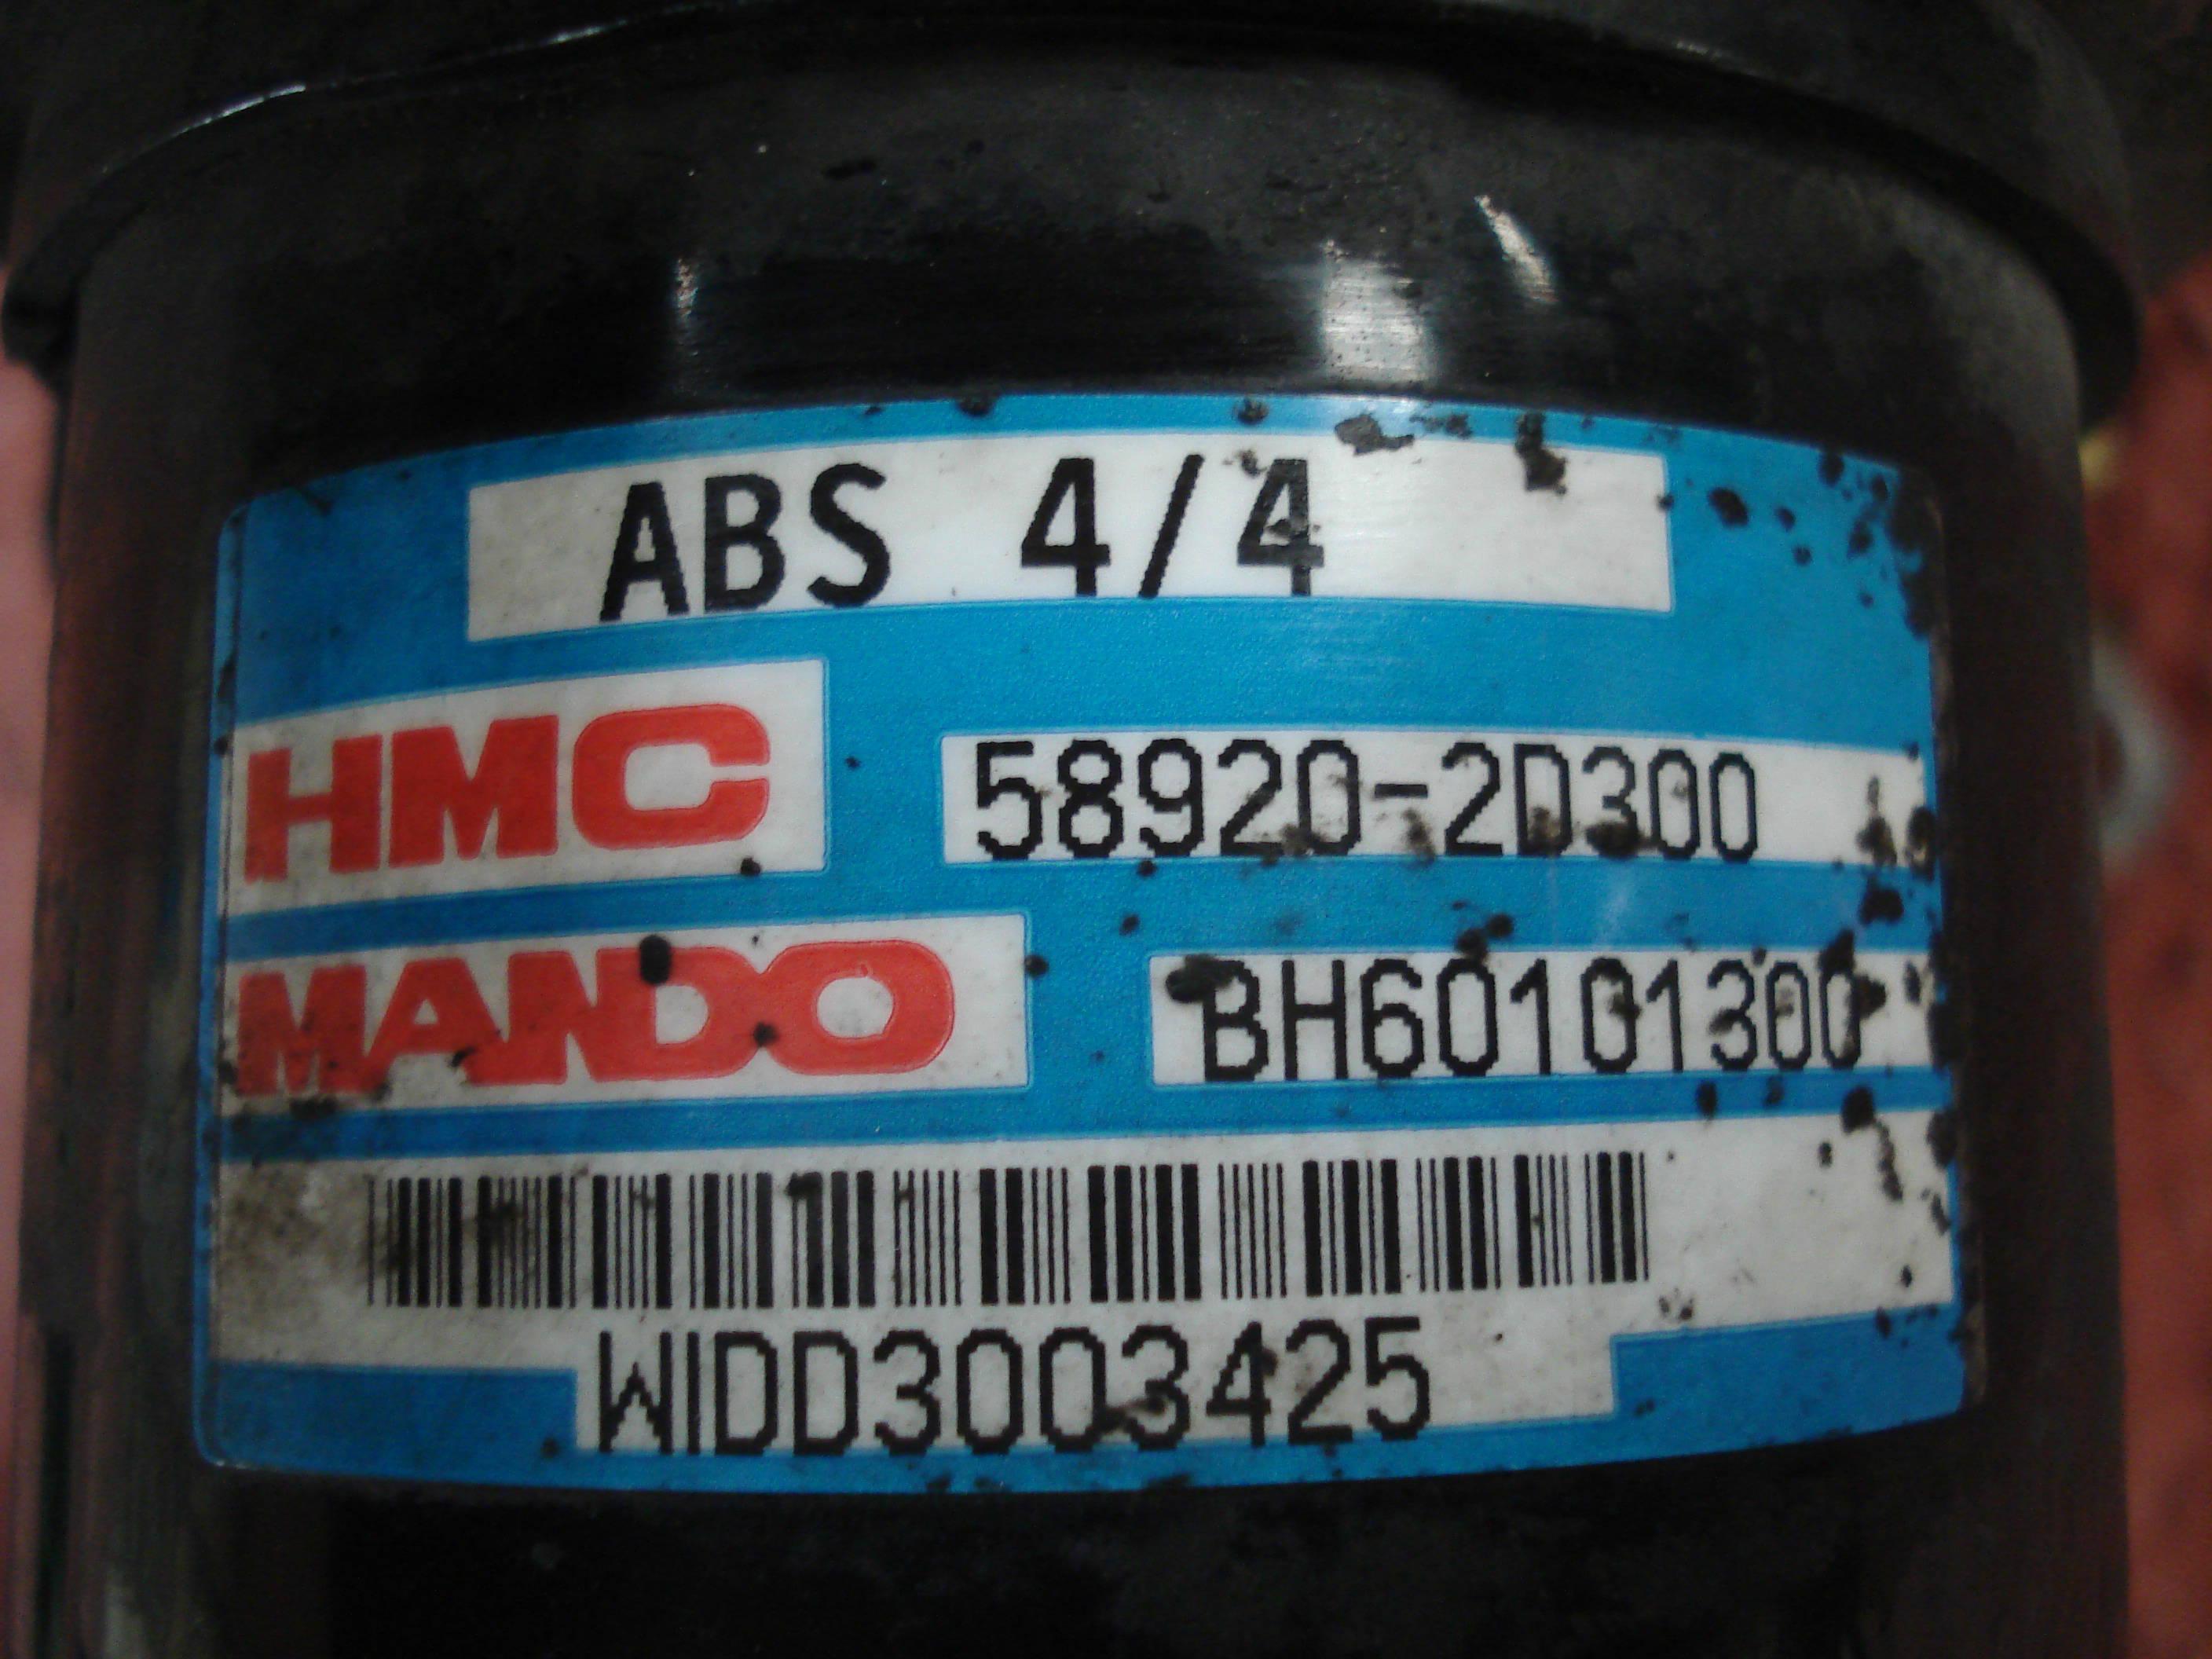 ABS 4/4
HMC 58920-2D300
MANDO BH60101300
WIDD3003425